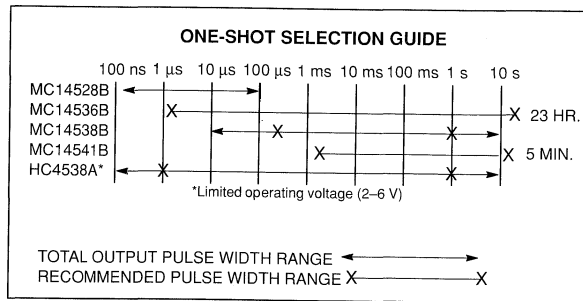 ONE-SHOT SELECTION GUIDE
100 ns 1 µs 10 µs 100 µs 1 ms 10 ms 100 ms 1 s 10 s
MC14528B
MC14536B 23 HR.
MC14538B
MC14541B 5 MIN.
HC4538A*
*Limited operating voltage (2–6 V)
TOTAL OUTPUT PULSE WIDTH RANGE
RECOMMENDED PULSE WIDTH RANGE